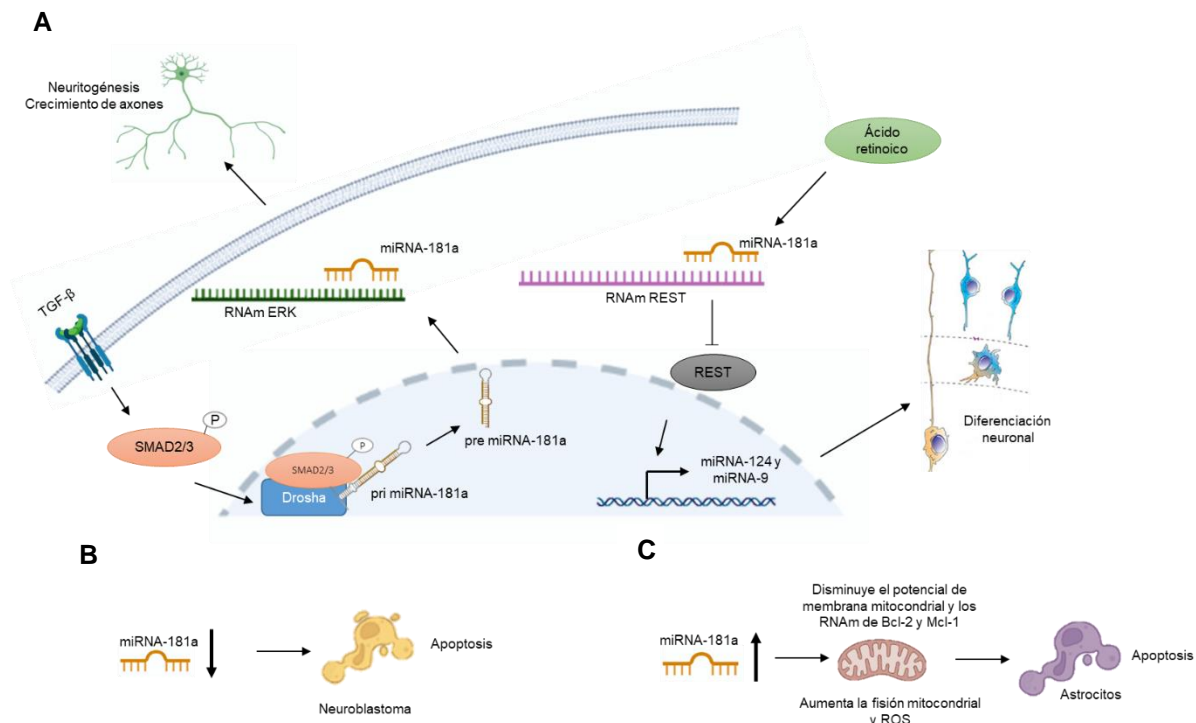 A
Neuritogénesis
Crecimiento de axones
Ácido
retinoico
miRNA-181a
miRNA-181a
TGF-β
RNAm ERK
RNAm REST
REST
P
SMAD2/3
pre miRNA-181a
Diferenciación
neuronal
P
SMAD2/3
Drosha
pri miRNA-181a
miRNA-124 y
miRNA-9
B
miRNA-181a
Apoptosis
Neuroblastoma
C
Disminuye el potencial de
membrana mitocondrial y los
RNAm de Bcl-2 y Mcl-1
miRNA-181a
Apoptosis
Astrocitos
Aumenta la fisión mitocondrial
y ROS